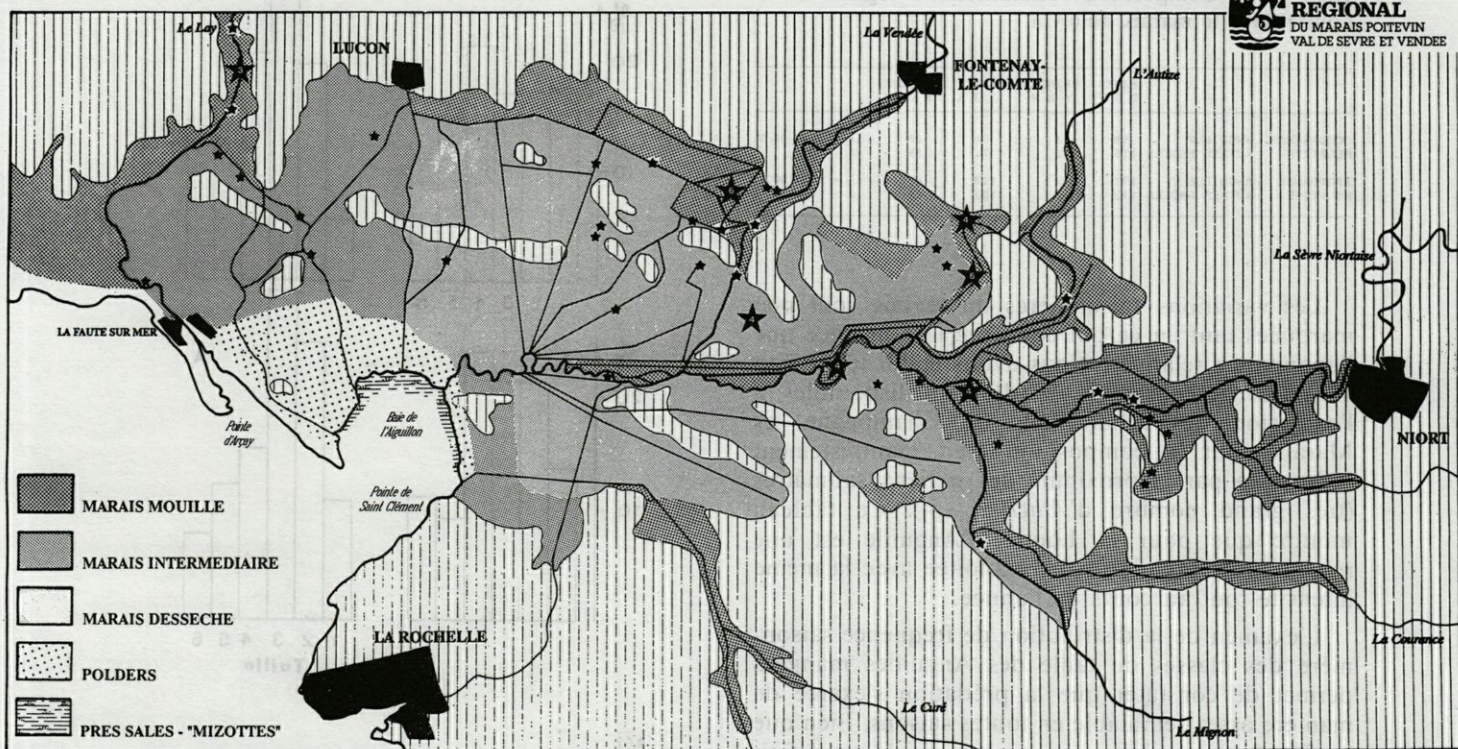 REGIONAL
DU MARAIS POITEVIN
VAL DE SEVRE ET VENDEE
Le Lay
LUCON
La Vendée
FONTENAY-
LE-COMTE
L'Autize
La Sèvre Niortaise
LA FAUTE SUR MER
Pointe
d'Arçay
Baie de
l'Aiguillon
NIORT
Pointe de
Saint Clément
MARAIS MOUILLE
MARAIS INTERMEDIAIRE
MARAIS DESSECHE
POLDERS
PRES SALES - "MIZOTTES"
LA ROCHELLE
La Courance
Le Curé
Le Mignon